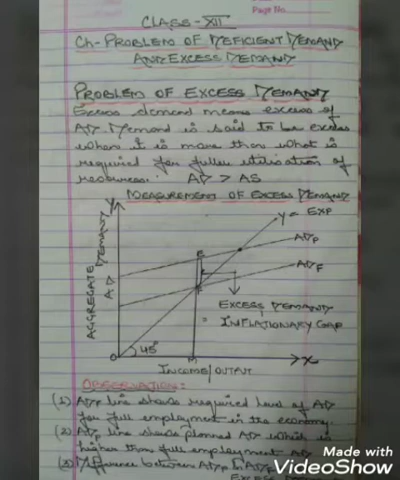 Page No.
CLASS-XII
Ch-PROBLEM OF DEFICIENT DEMAND
AND EXCESS DEMAND
PROBLEM OF EXCESS DEMAND
Excess demand means excess of
AD. Demand is said to be excess
when it is more than what is
required for fuller utilisation of
resources. AD > AS
MEASUREMENT OF EXCESS DEMAND
Y
Y = EXP
ADP
E
ADF
AGGREGATE DEMAND
AD
EXCESS DEMAND
= INFLATIONARY GAP
O
45°
X
INCOME/OUTPUT
OBSERVATION:
(1) ADF line shows required level of AD
for full employment in the economy.
(2) ADP line shows planned AD which is
higher than full employment AD
(3) Difference between ADP & ADF
EXCESS DEMAND
Made with
VideoShow